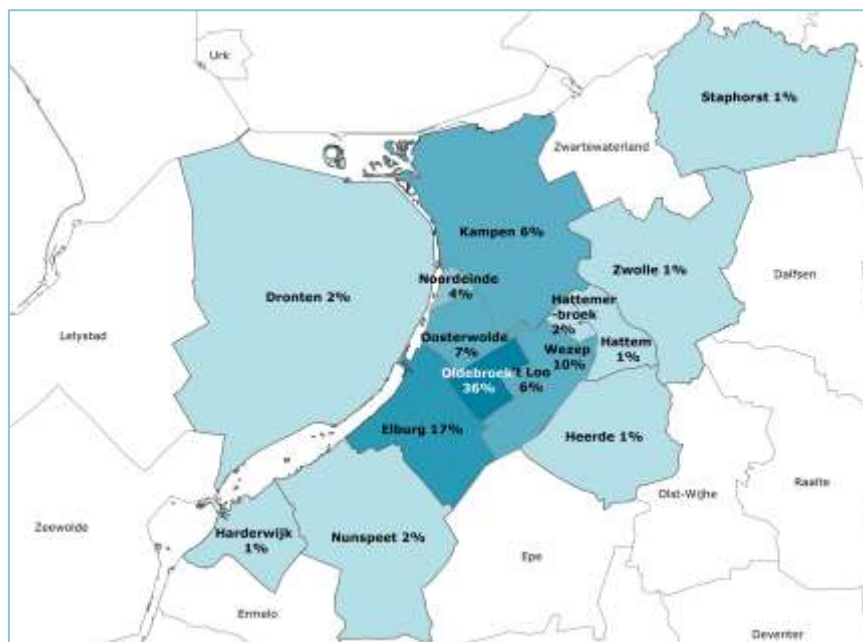 Urk
Staphorst 1%
Zwartewaterland
Kampen 6%
Zwolle 1%
Dalfsen
Noordeinde
4%
Dronten 2%
Hattemer
-broek
2%
Lelystad
Oosterwolde
7%
Wezep
10%
Hattem
1%
Oldebroek
36%
't Loo
6%
Elburg 17%
Heerde 1%
Olst-Wijhe
Raalte
Zeewolde
Harderwijk
1%
Nunspeet 2%
Epe
Ermelo
Deventer